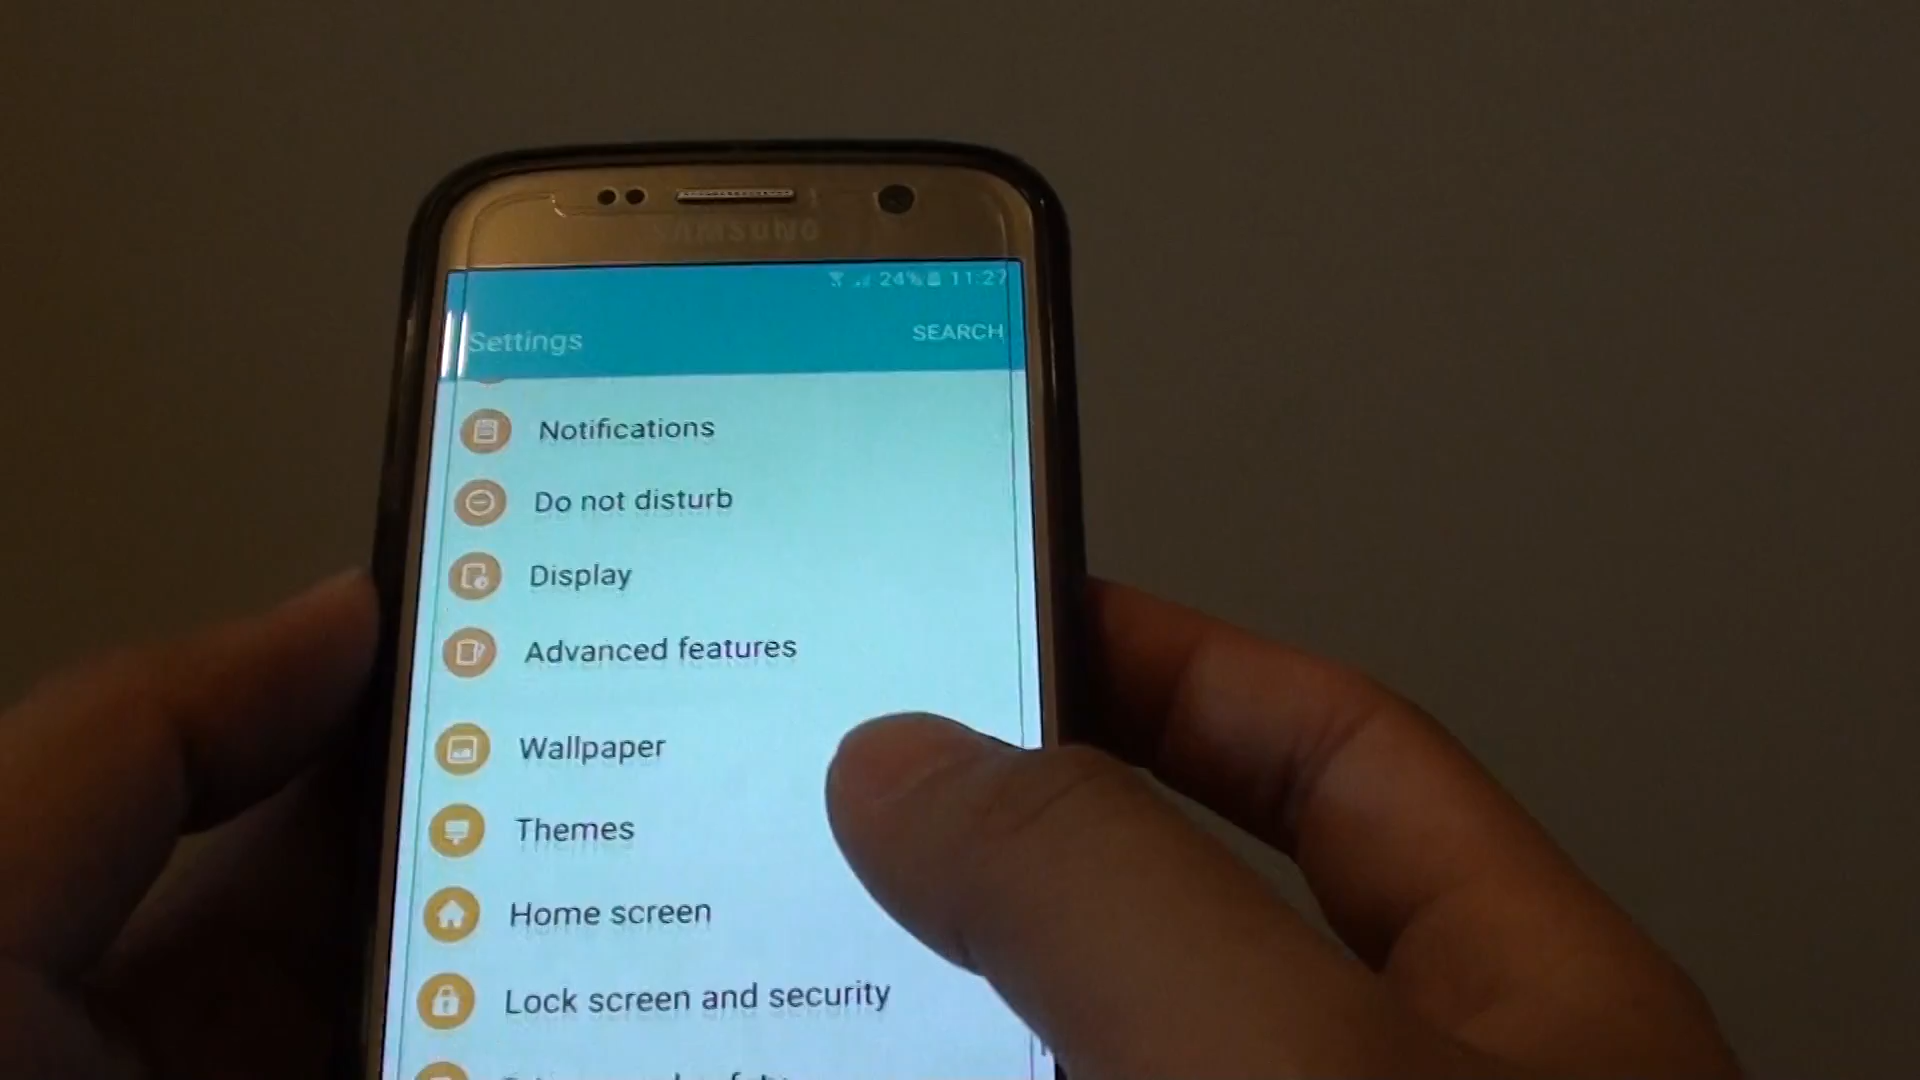 SAMSUNG
24% 11:27
Settings
SEARCH
Notifications
Do not disturb
Display
Advanced features
Wallpaper
Themes
Home screen
Lock screen and security